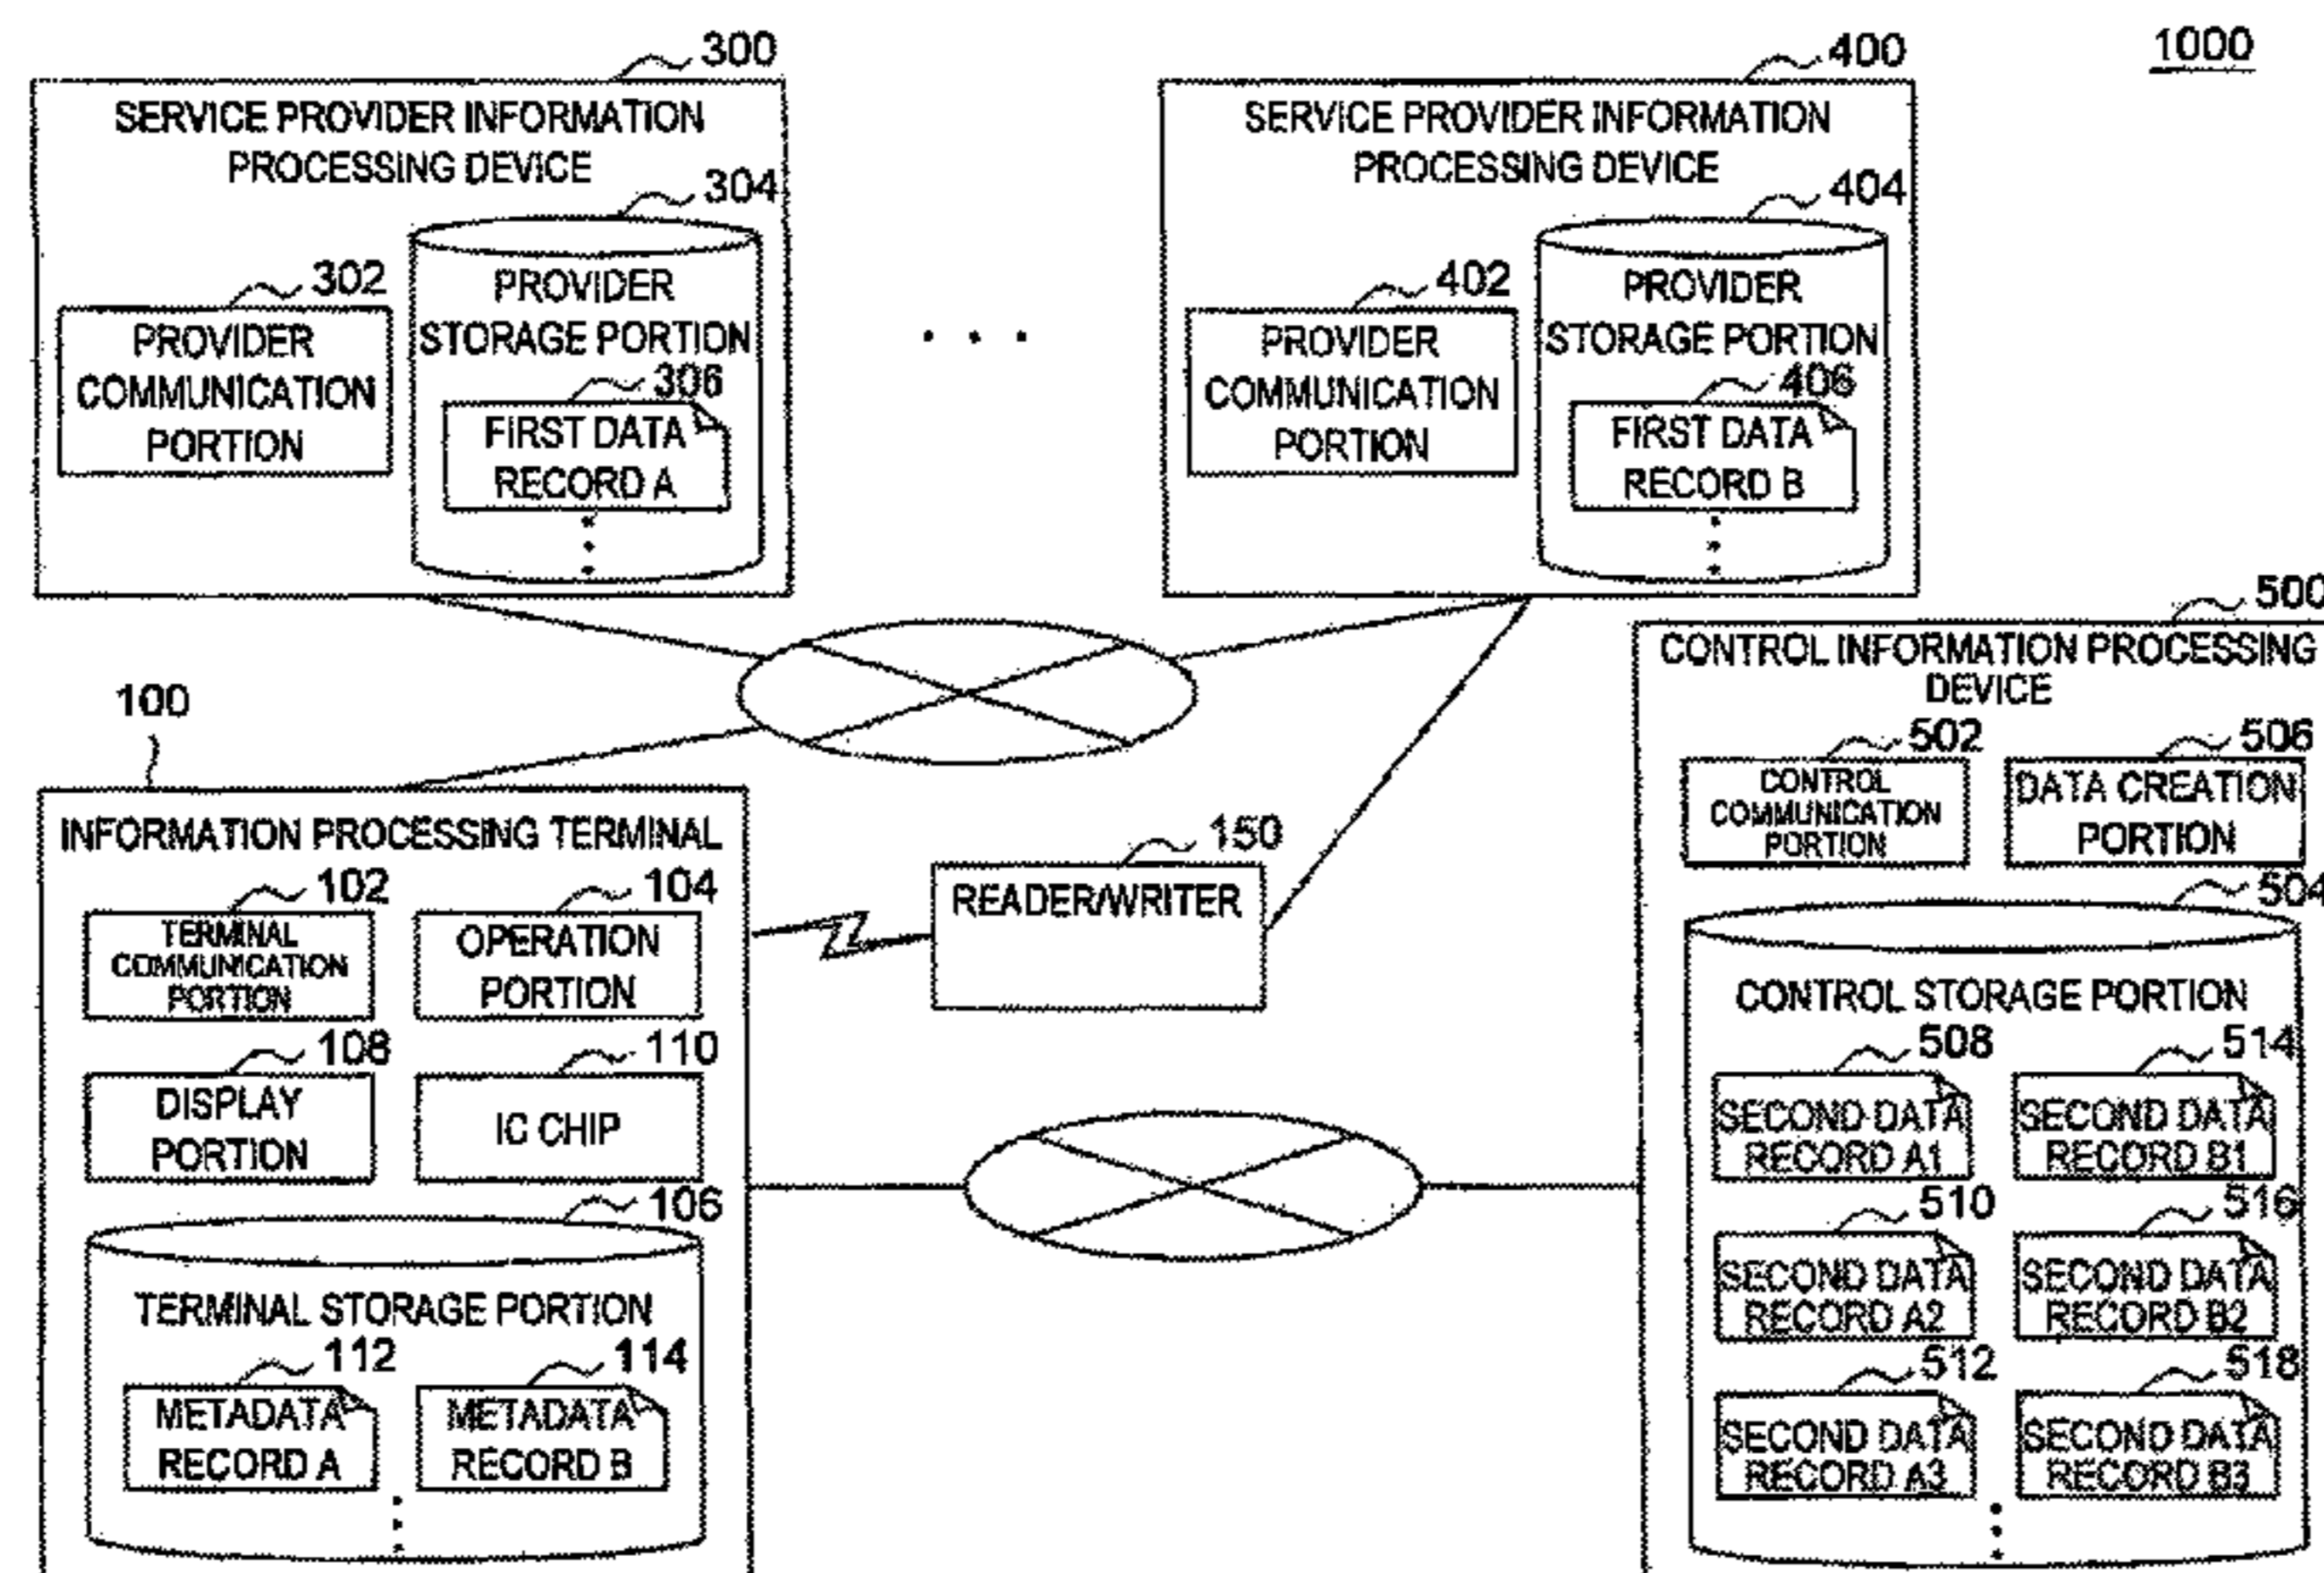 1000
300
SERVICE PROVIDER INFORMATION
PROCESSING DEVICE
304
PROVIDER
STORAGE PORTION
302
PROVIDER
COMMUNICATION
PORTION
306
FIRST DATA
RECORD A
400
SERVICE PROVIDER INFORMATION
PROCESSING DEVICE
404
PROVIDER
STORAGE PORTION
402
PROVIDER
COMMUNICATION
PORTION
406
FIRST DATA
RECORD B
100
INFORMATION PROCESSING TERMINAL
102
TERMINAL
COMMUNICATION
PORTION
104
OPERATION
PORTION
108
DISPLAY
PORTION
110
IC CHIP
106
TERMINAL STORAGE PORTION
112
METADATA
RECORD A
114
METADATA
RECORD B
150
READER/WRITER
500
CONTROL INFORMATION PROCESSING
DEVICE
502
CONTROL
COMMUNICATION
PORTION
506
DATA CREATION
PORTION
504
CONTROL STORAGE PORTION
508
SECOND DATA
RECORD A1
514
SECOND DATA
RECORD B1
510
SECOND DATA
RECORD A2
516
SECOND DATA
RECORD B2
512
SECOND DATA
RECORD A3
518
SECOND DATA
RECORD B3